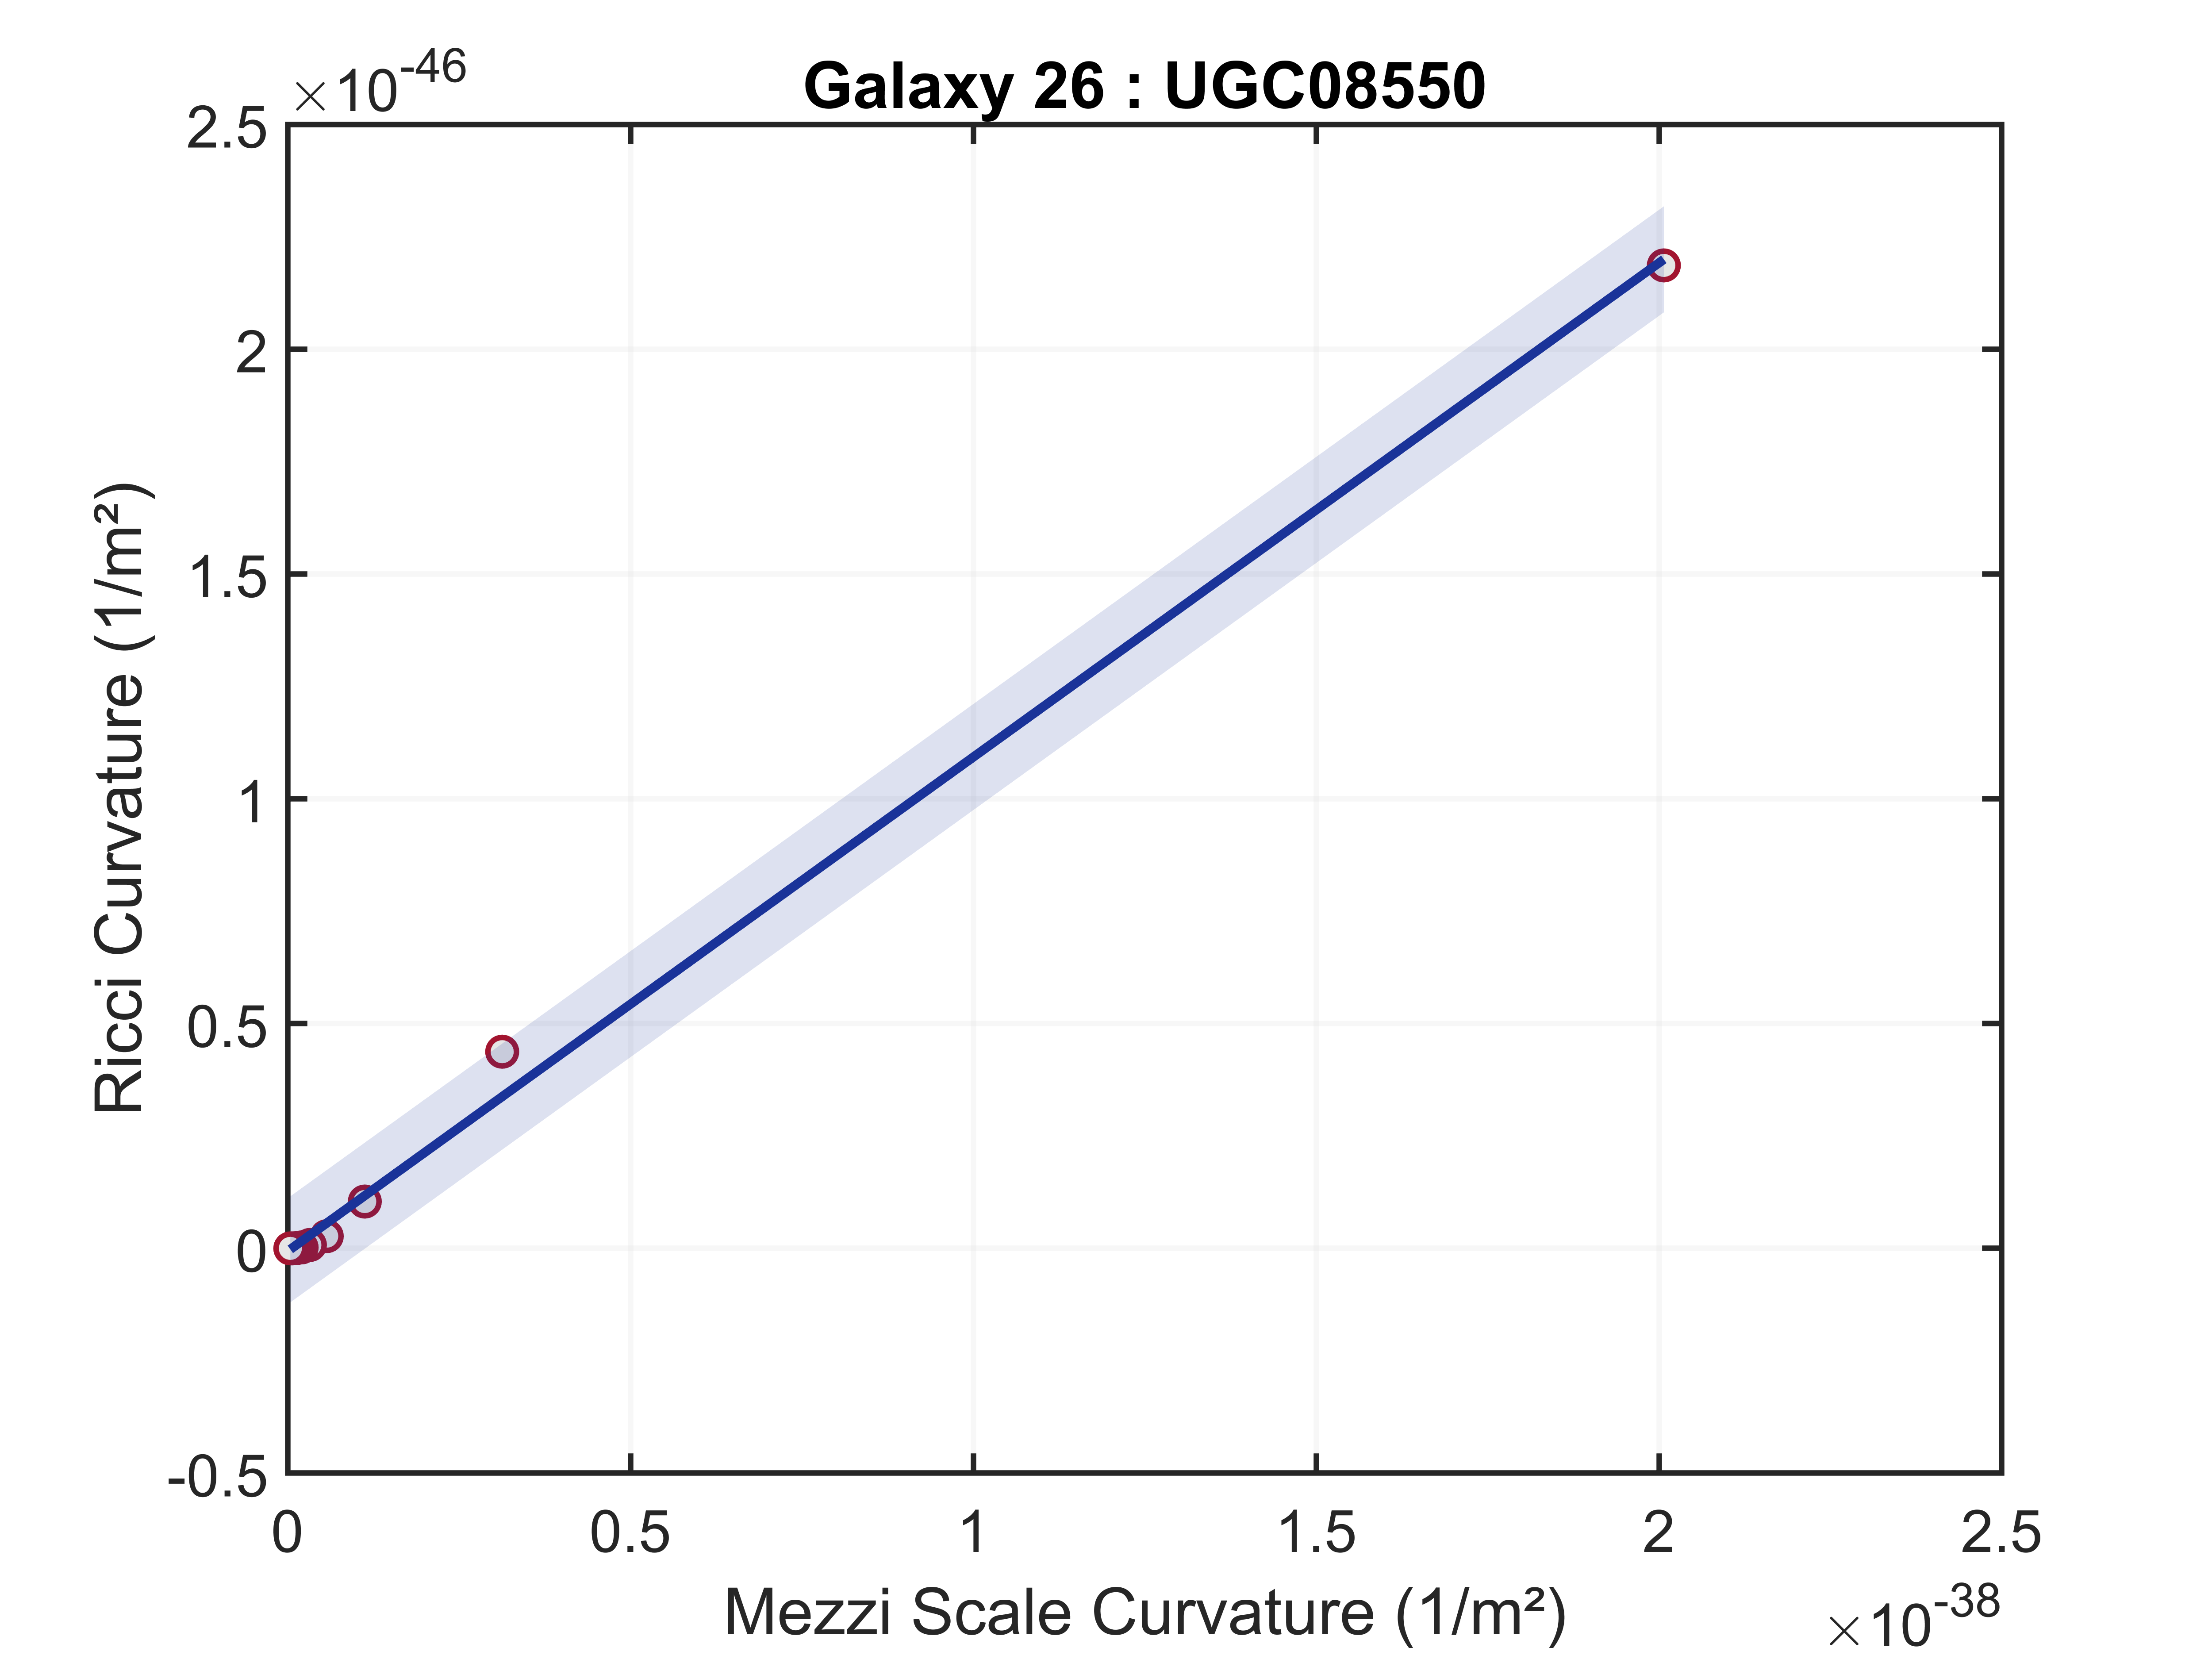 Galaxy 26 : UGC08550
×10⁻⁴⁶
2.5
2
1.5
1
0.5
0
-0.5
Ricci Curvature (1/m²)
0 0.5 1 1.5 2 2.5
Mezzi Scale Curvature (1/m²)
×10⁻³⁸